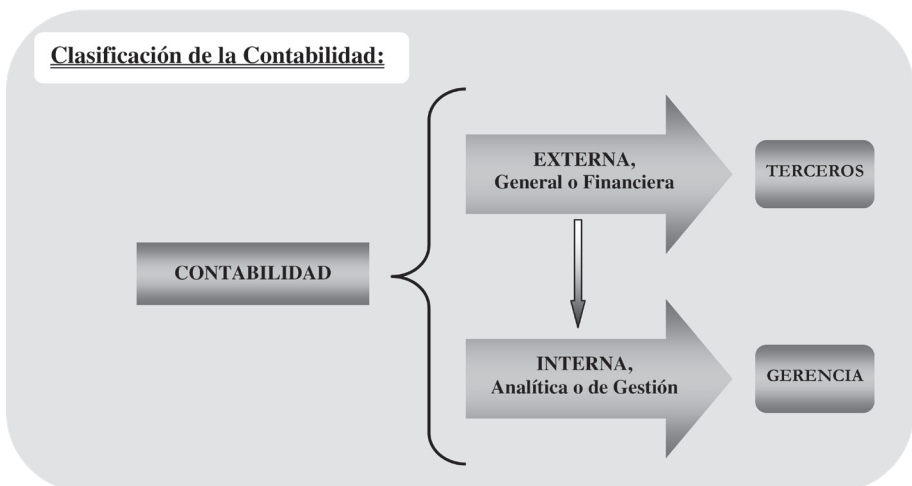 Clasificación de la Contabilidad:
EXTERNA,
General o Financiera
TERCEROS
CONTABILIDAD
INTERNA,
Analítica o de Gestión
GERENCIA